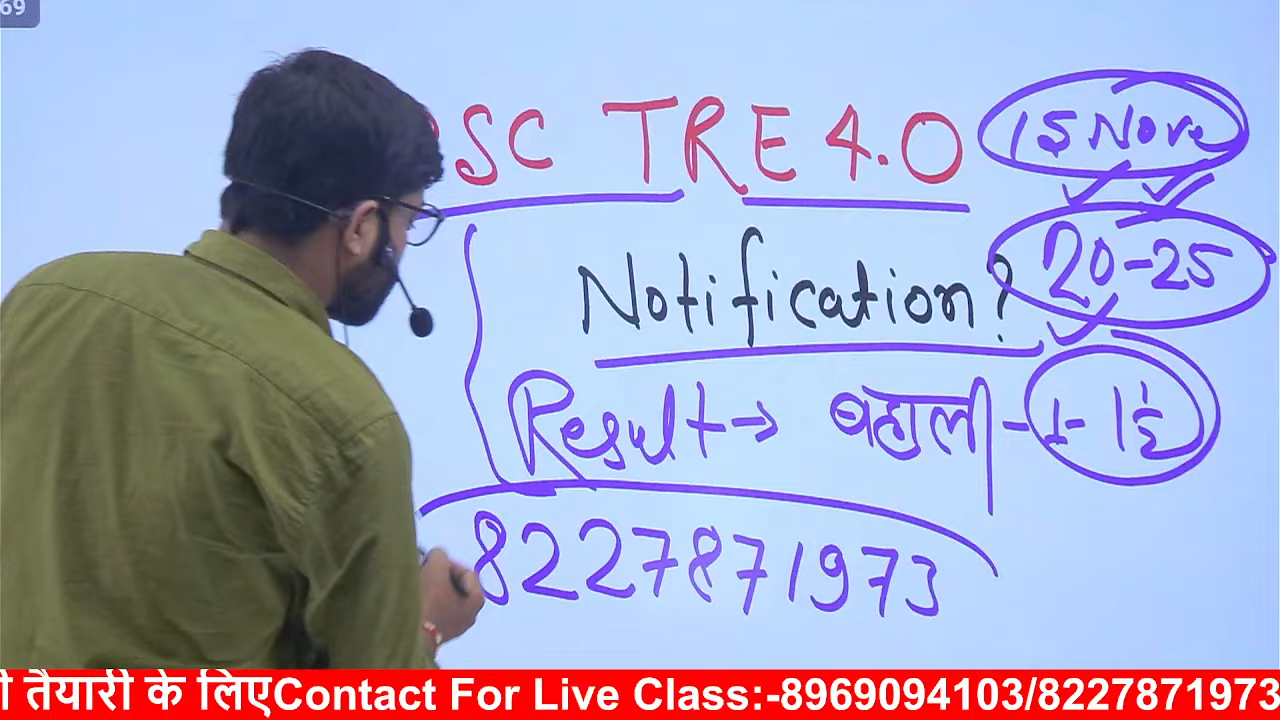 69
PSC TRE 4.0
15 Nove
20-25
Notification?
Result → बहाली - 1 - 1½
8227871973
ी तैयारी के लिएContact For Live Class:-8969094103/8227871973